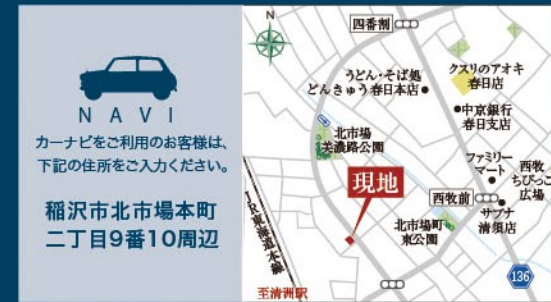 NAVI
カーナビをご利用のお客様は、
下記の住所をご入力ください。
稲沢市北市場本町
二丁目9番10周辺
N
四番割
うどん・そば処
どんきゅう春日本店
クスリのアオキ
春日店
中京銀行
春日支店
北市場
美濃路公園
ファミリー
マート
西牧
ちびっこ
広場
現地
西牧前
サブナ
清須店
北市場町
東公園
JR東海道本線
至清洲駅
136